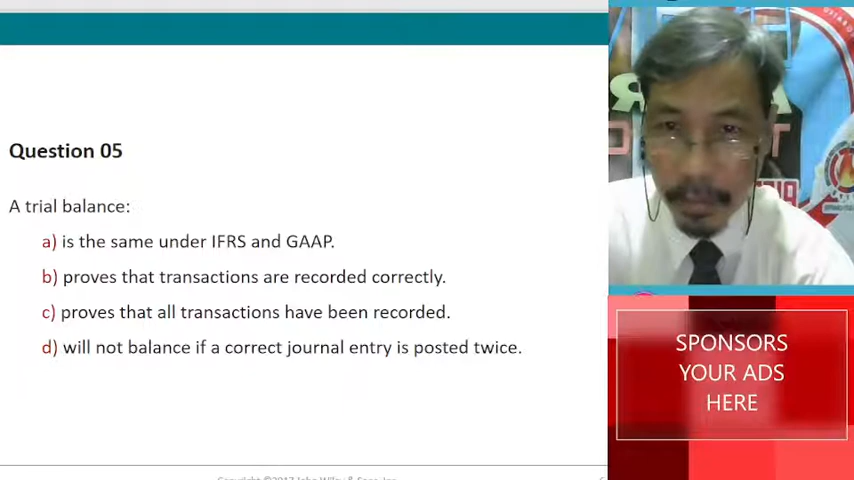 Question 05
A trial balance:
a) is the same under IFRS and GAAP.
b) proves that transactions are recorded correctly.
c) proves that all transactions have been recorded.
d) will not balance if a correct journal entry is posted twice.
SPONSORS
YOUR ADS
HERE